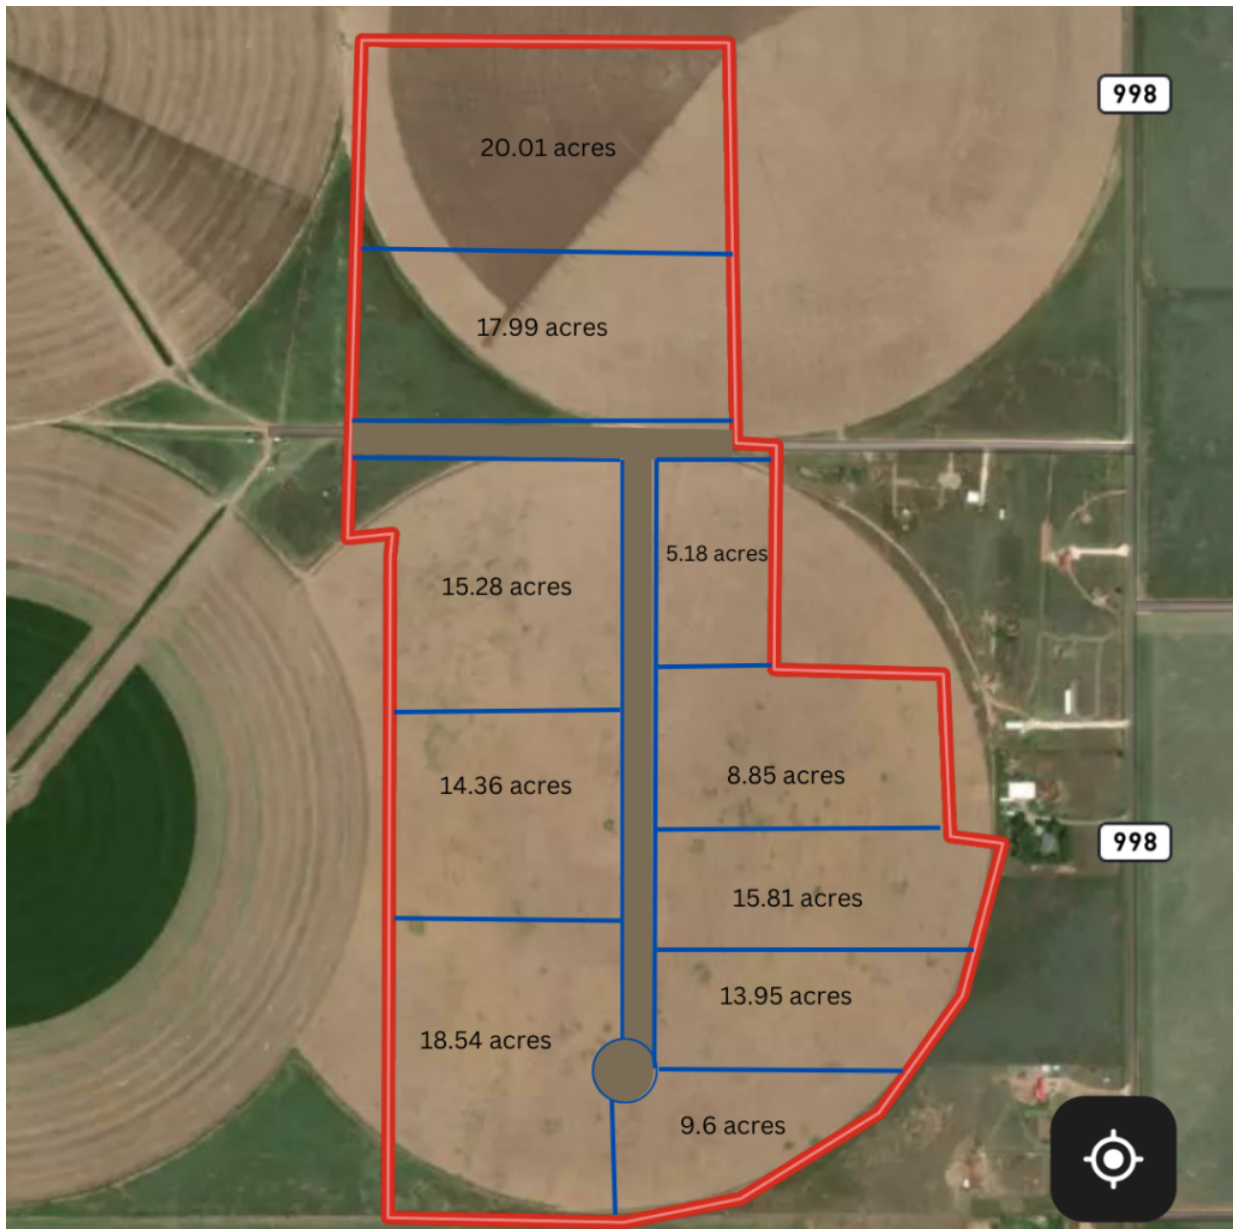 998
20.01 acres
17.99 acres
5.18 acres
15.28 acres
8.85 acres
14.36 acres
998
15.81 acres
13.95 acres
18.54 acres
9.6 acres